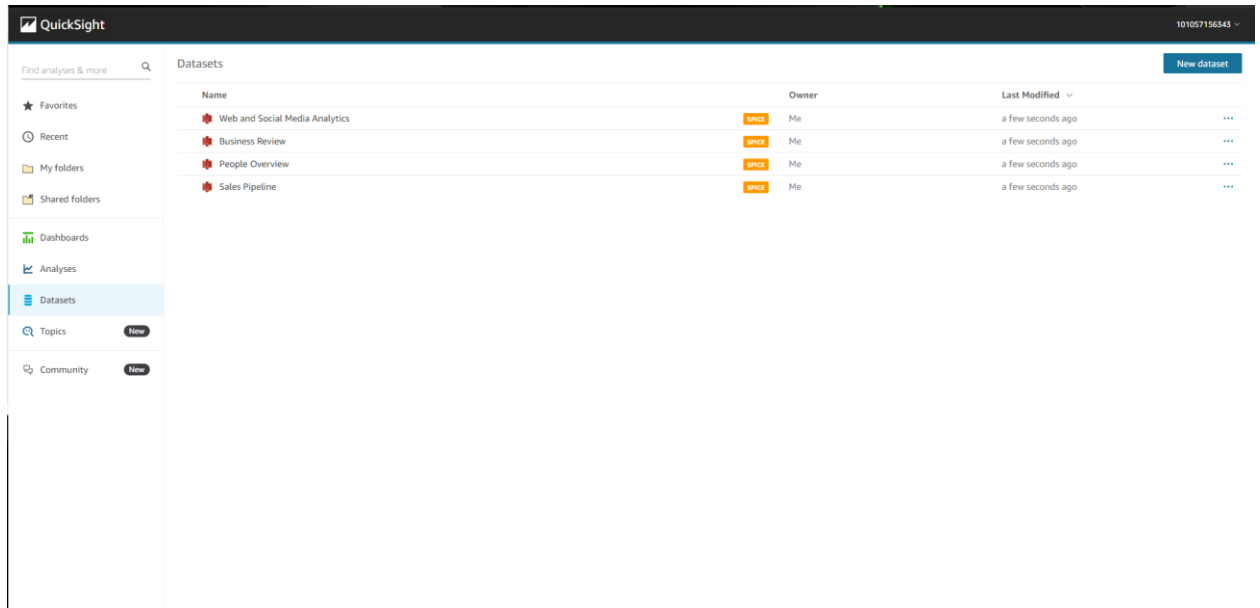 QuickSight
101057156343
Find analyses & more
Favorites
Recent
My folders
Shared folders
Dashboards
Analyses
Datasets
Topics New
Community New
Datasets
New dataset
Name Owner Last Modified
Web and Social Media Analytics SPICE Me a few seconds ago
Business Review SPICE Me a few seconds ago
People Overview SPICE Me a few seconds ago
Sales Pipeline SPICE Me a few seconds ago